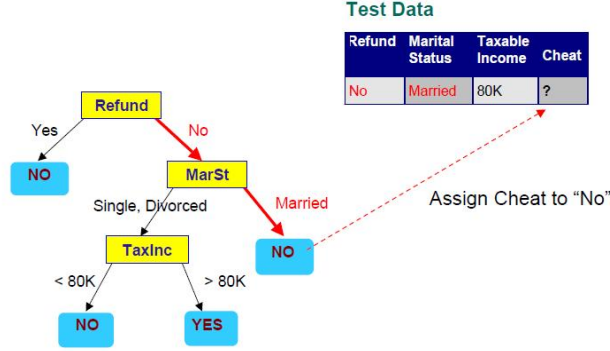 Test Data
Refund Marital Status Taxable Income Cheat
No Married 80K ?
Refund
Yes
No
NO
MarSt
Single, Divorced
Married
Assign Cheat to “No”
TaxInc
NO
< 80K
> 80K
NO
YES